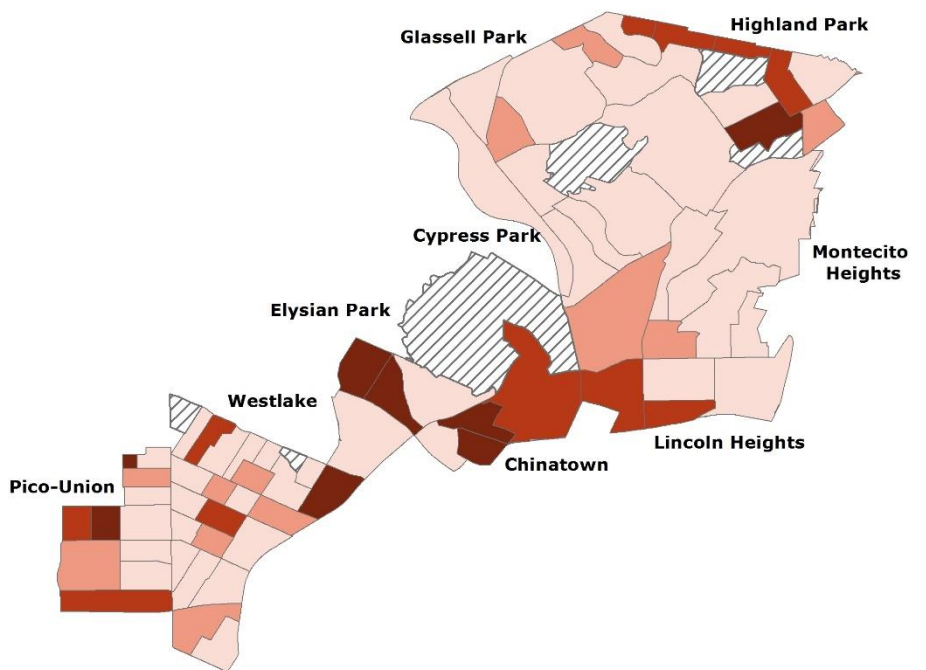 Highland Park
Glassell Park
Cypress Park
Montecito
Heights
Elysian Park
Westlake
Lincoln Heights
Chinatown
Pico-Union